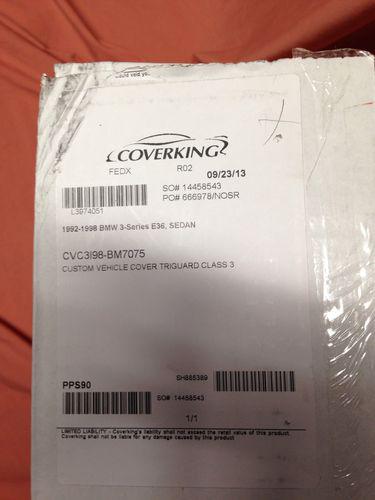 could void yo
COVERKING
FEDX R02 09/23/13
SO# 14458543
PO# 666978/NOSR
L3974051
1992-1998 BMW 3-Series E36, SEDAN
CVC3I98-BM7075
CUSTOM VEHICLE COVER TRIGUARD CLASS 3
SH885389
PPS90
SO# 14458543
1/1
LIMITED LIABILITY - Coverking's liability shall not exceed the retail value of this product.
Coverking shall not be liable for any damage caused by this product